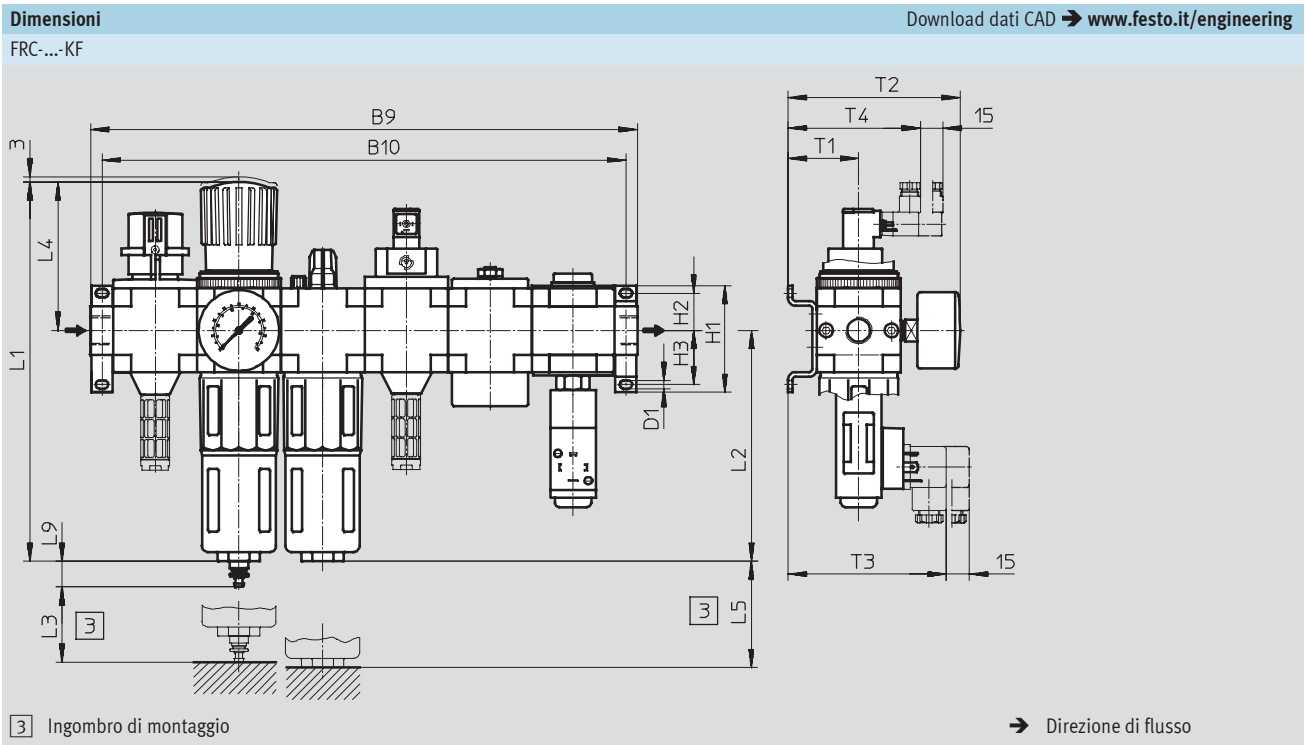 Dimensioni
Download dati CAD ➔ www.festo.it/engineering
FRC-...-KF
T2
B9
T4
15
B10
T1
3
L4
H2
L1
H1
H3
D1
L2
L9
T3
15
L3
3
3
L5
3 Ingombro di montaggio
➔ Direzione di flusso